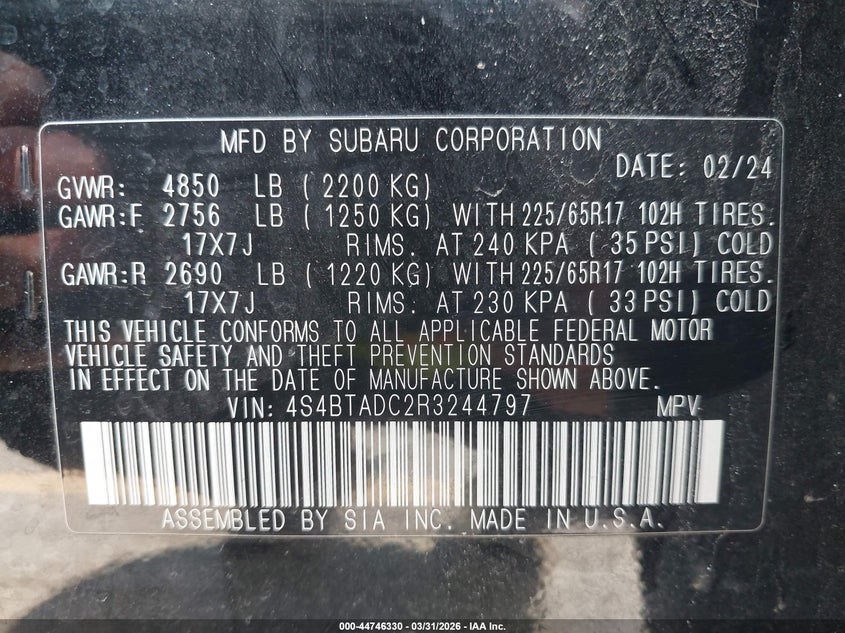 MFD BY SUBARU CORPORATION
DATE: 02/24
GVWR: 4850 LB ( 2200 KG)
GAWR:F 2756 LB ( 1250 KG) WITH 225/65R17 102H TIRES.
17X7J RIMS. AT 240 KPA ( 35 PSI) COLD
GAWR:R 2690 LB ( 1220 KG) WITH 225/65R17 102H TIRES.
17X7J RIMS. AT 230 KPA ( 33 PSI) COLD
THIS VEHICLE CONFORMS TO ALL APPLICABLE FEDERAL MOTOR
VEHICLE SAFETY AND THEFT PREVENTION STANDARDS
IN EFFECT ON THE DATE OF MANUFACTURE SHOWN ABOVE.
VIN: 4S4BTADC2R3244797 MPV
ASSEMBLED BY SIA INC. MADE IN U.S.A.
000-44746330 - 03/31/2026 - IAA Inc.